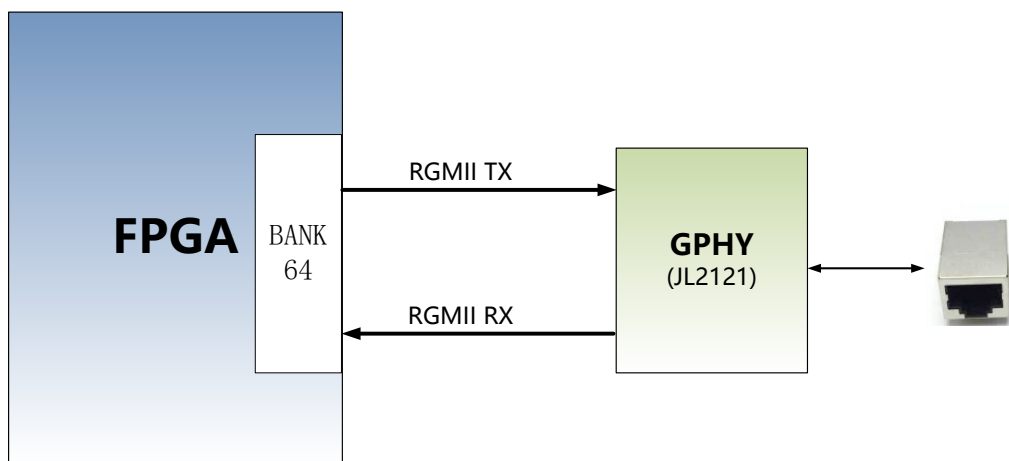 RGMII TX
FPGA
BANK
64
GPHY
(JL2121)
RGMII RX